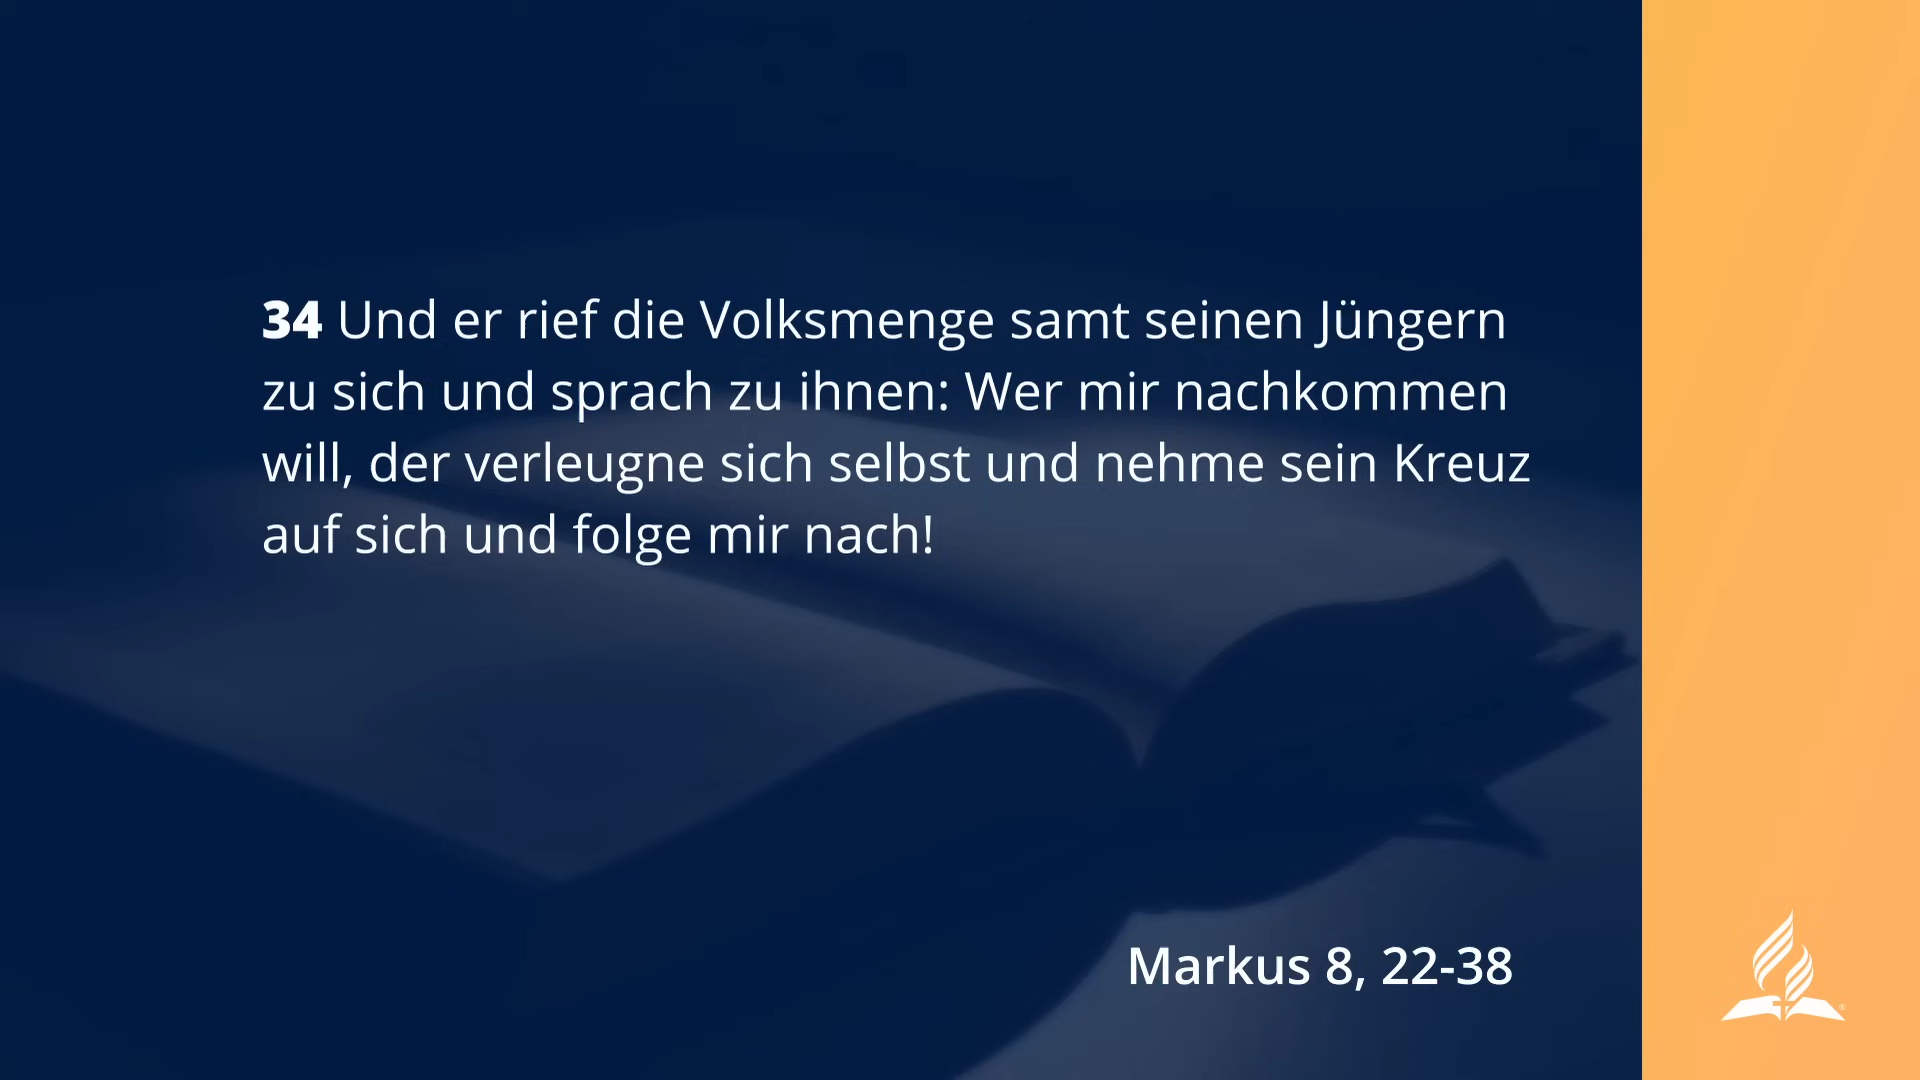 34 Und er rief die Volksmenge samt seinen Jüngern
zu sich und sprach zu ihnen: Wer mir nachkommen
will, der verleugne sich selbst und nehme sein Kreuz
auf sich und folge mir nach!
Markus 8, 22-38
®